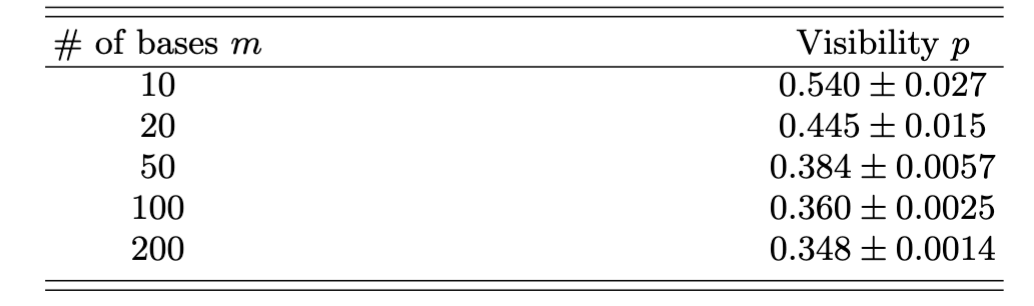 # of bases m Visibility p
10 0.540 ± 0.027
20 0.445 ± 0.015
50 0.384 ± 0.0057
100 0.360 ± 0.0025
200 0.348 ± 0.0014